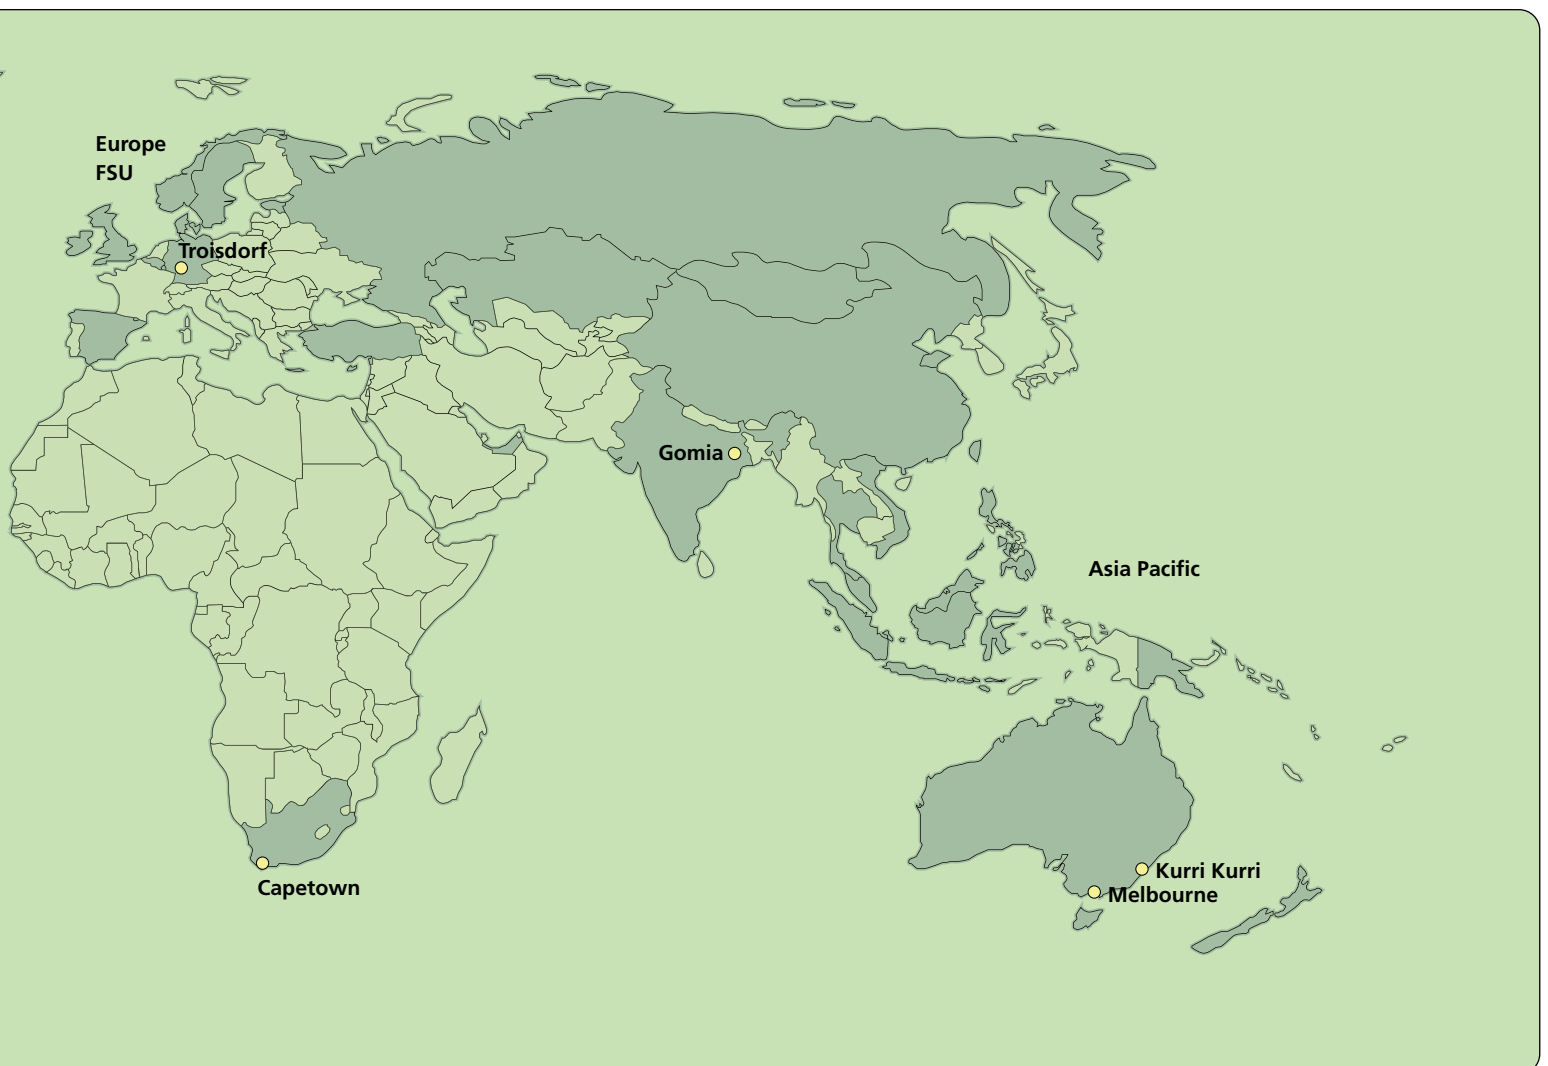 Europe
FSU
Troisdorf
Gomia
Asia Pacific
Capetown
Kurri Kurri
Melbourne